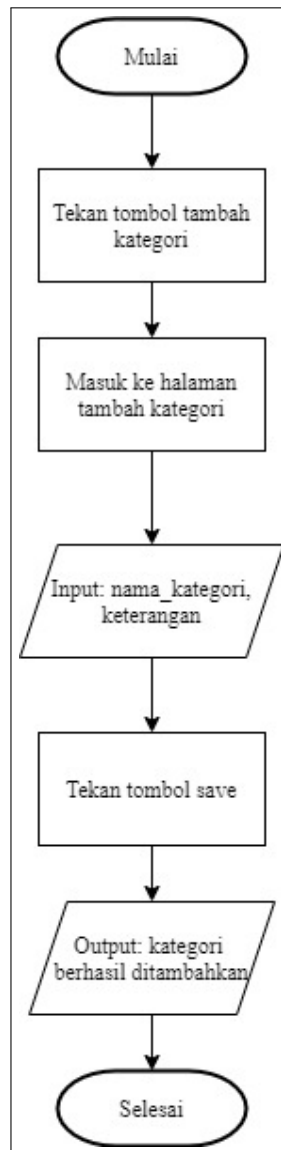 Mulai
Tekan tombol tambah
kategori
Masuk ke halaman
tambah kategori
Input: nama_kategori,
keterangan
Tekan tombol save
Output: kategori
berhasil ditambahkan
Selesai